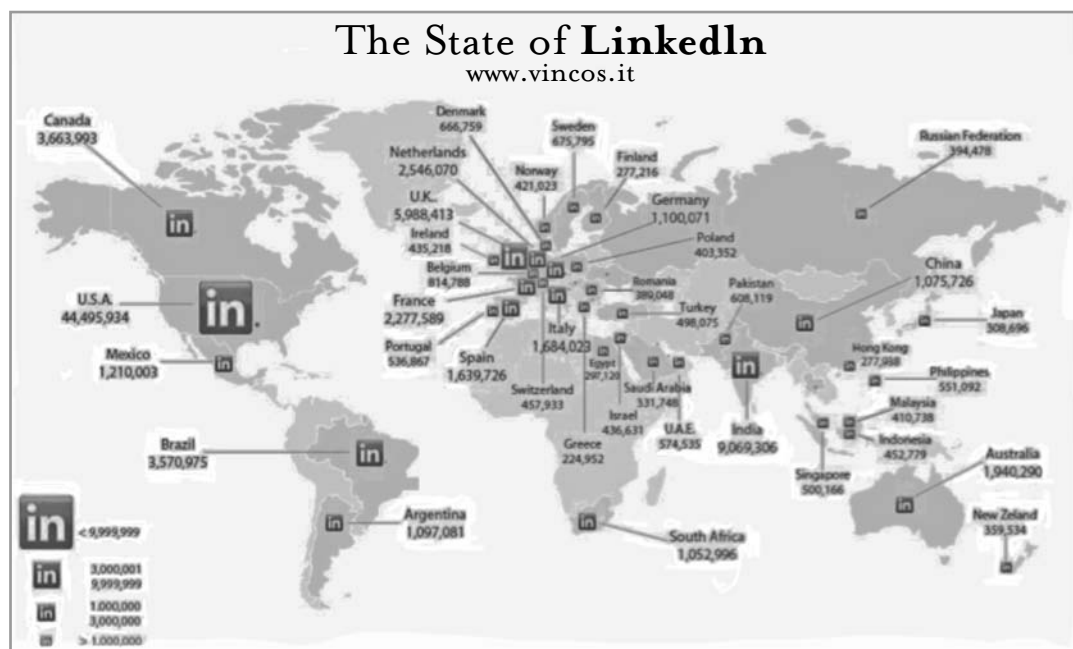 The State of LinkedIn
www.vincos.it
Canada
3,663,993
Denmark
666,759
Sweden
675,795
Russian Federation
394,478
Netherlands
2,546,070
Norway
421,023
Finland
277,216
U.K..
5,988,413
Germany
1,100,071
Ireland
435,218
Poland
403,352
Belgium
814,788
China
1,075,726
U.S.A.
44,495,934
France
2,277,589
Romania
389,048
Pakistan
608,119
Turkey
498,075
Japan
308,696
Italy
1,684,023
Portugal
536,867
Mexico
1,210,003
Spain
1,639,726
Egypt
297,120
Hong Kong
277,988
Philippines
551,092
Switzerland
457,933
Saudi Arabia
331,748
Israel
436,631
U.A.E.
574,535
India
9,069,306
Malaysia
410,738
Indonesia
452,779
Brazil
3,570,975
Greece
224,952
Singapore
500,166
Australia
1,940,290
Argentina
1,097,081
South Africa
1,052,996
New Zeland
359,534
in
< 9,999,999
in
3,000,001
9,999,999
in
1.000,000
3,000,000
in
> 1.000,000